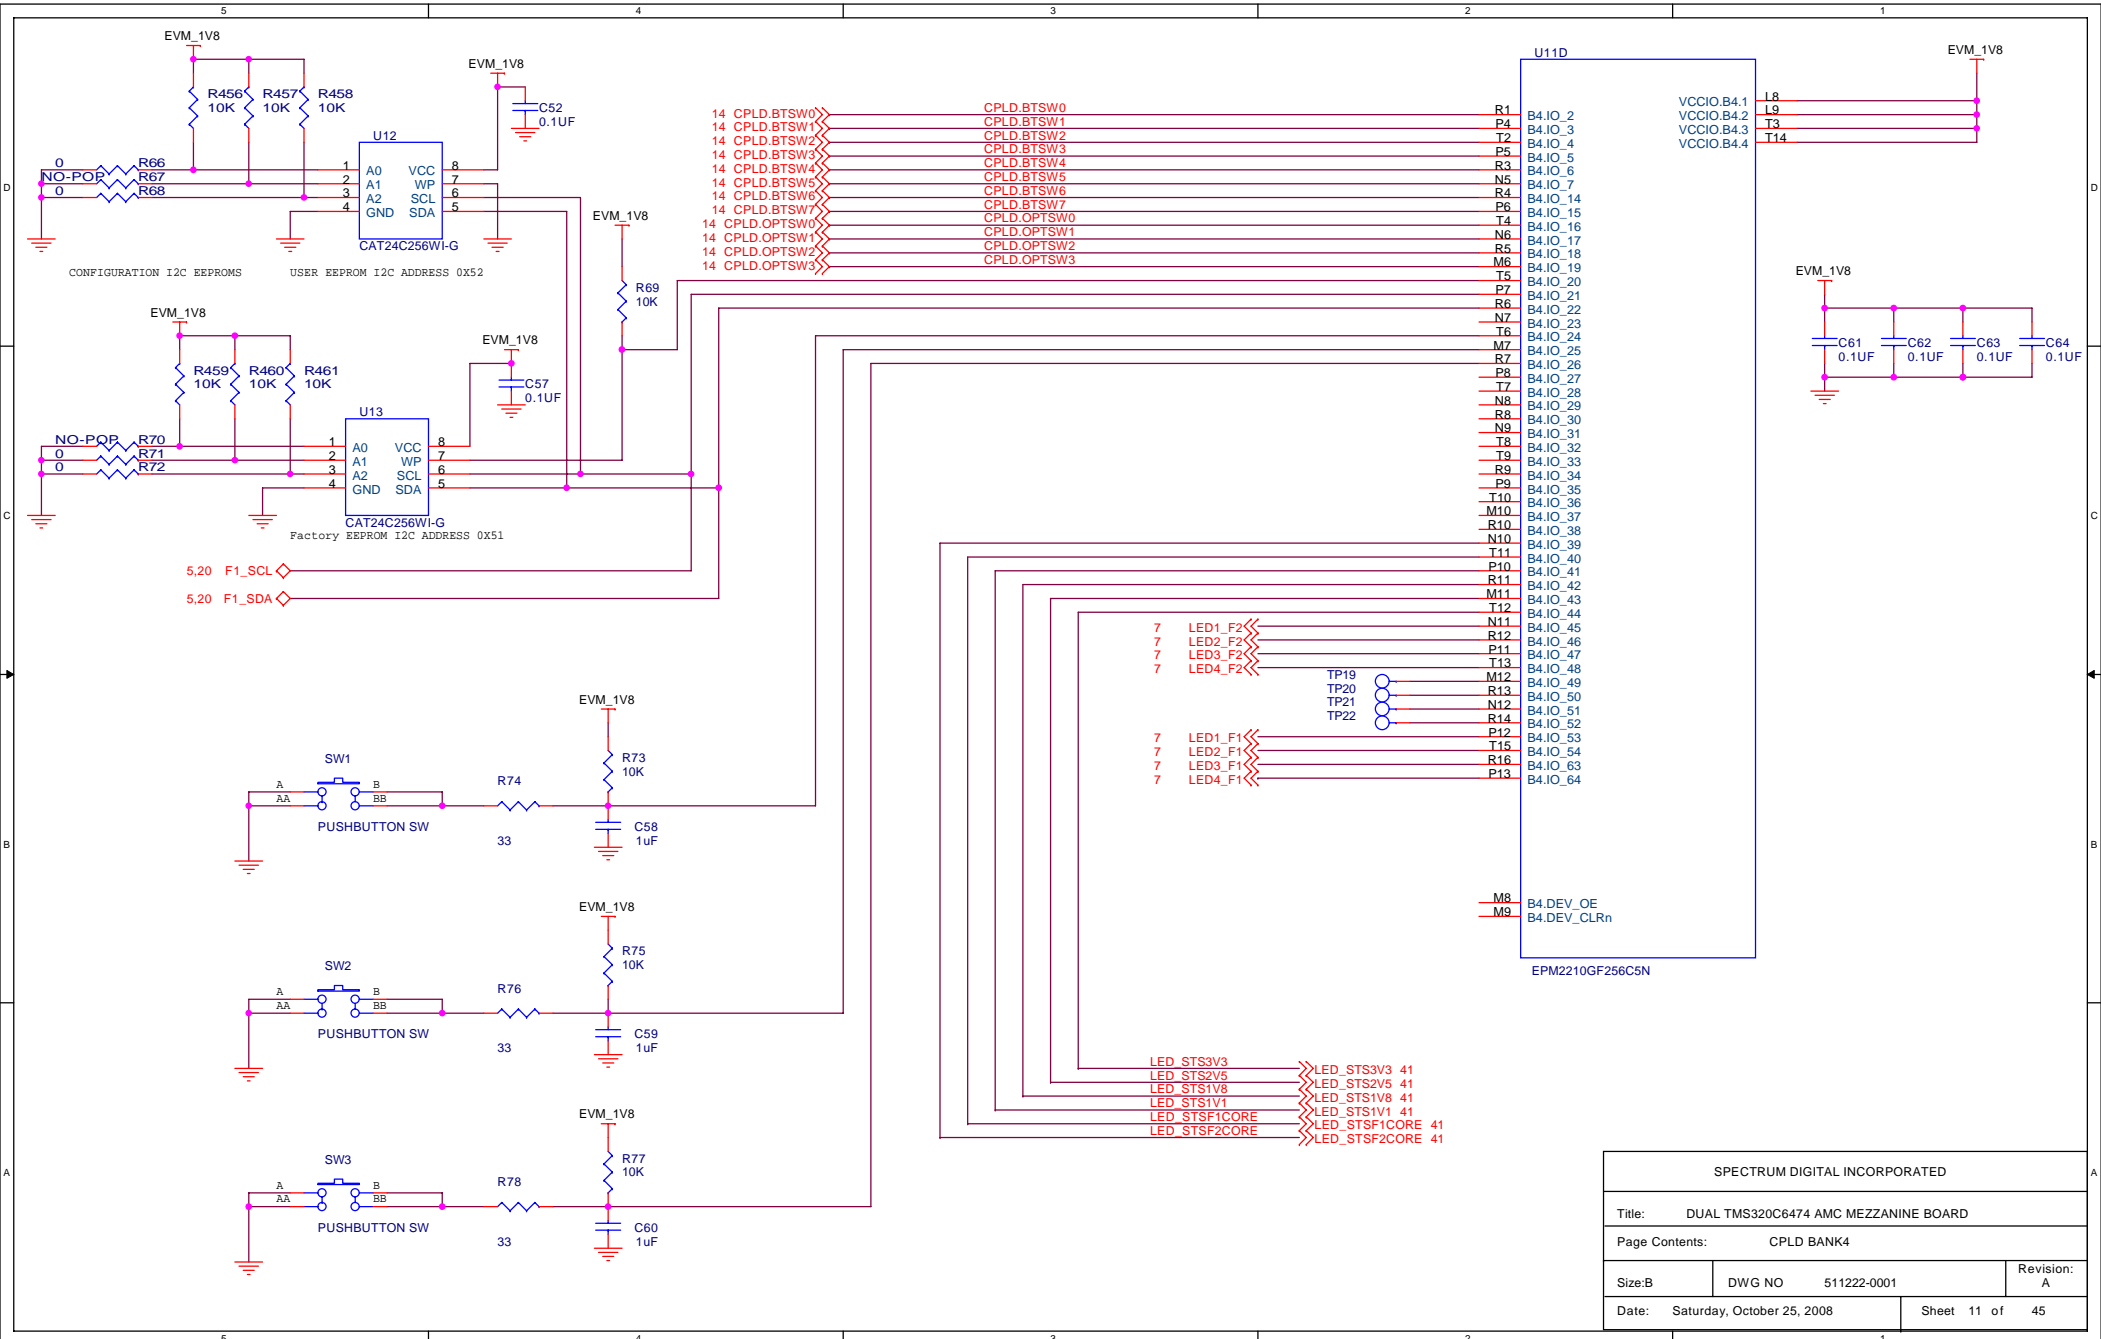 5 4 3 2 1
EVM_1V8
R456 10K
R457 10K
R458 10K
EVM_1V8
C52 0.1UF
U12
0 R66
NO-POP R67
0 R68
1 A0 VCC 8
2 A1 WP 7
3 A2 SCL 6
4 GND SDA 5
CAT24C256WI-G
CONFIGURATION I2C EEPROMS
USER EEPROM I2C ADDRESS 0X52
EVM_1V8
R69 10K
EVM_1V8
R459 10K
R460 10K
R461 10K
EVM_1V8
C57 0.1UF
U13
NO-POP R70
0 R71
0 R72
1 A0 VCC 8
2 A1 WP 7
3 A2 SCL 6
4 GND SDA 5
CAT24C256WI-G
Factory EEPROM I2C ADDRESS 0X51
5,20 F1_SCL
5,20 F1_SDA
14 CPLD.BTSW0 CPLD.BTSW0
14 CPLD.BTSW1 CPLD.BTSW1
14 CPLD.BTSW2 CPLD.BTSW2
14 CPLD.BTSW3 CPLD.BTSW3
14 CPLD.BTSW4 CPLD.BTSW4
14 CPLD.BTSW5 CPLD.BTSW5
14 CPLD.BTSW6 CPLD.BTSW6
14 CPLD.BTSW7 CPLD.BTSW7
14 CPLD.OPTSW0 CPLD.OPTSW0
14 CPLD.OPTSW1 CPLD.OPTSW1
14 CPLD.OPTSW2 CPLD.OPTSW2
14 CPLD.OPTSW3 CPLD.OPTSW3
U11D
R1 B4.IO_2
P4 B4.IO_3
T2 B4.IO_4
P5 B4.IO_5
R3 B4.IO_6
N5 B4.IO_7
R4 B4.IO_14
P6 B4.IO_15
T4 B4.IO_16
N6 B4.IO_17
R5 B4.IO_18
M6 B4.IO_19
T5 B4.IO_20
P7 B4.IO_21
R6 B4.IO_22
N7 B4.IO_23
T6 B4.IO_24
M7 B4.IO_25
R7 B4.IO_26
P8 B4.IO_27
T7 B4.IO_28
N8 B4.IO_29
R8 B4.IO_30
N9 B4.IO_31
T8 B4.IO_32
T9 B4.IO_33
R9 B4.IO_34
P9 B4.IO_35
T10 B4.IO_36
M10 B4.IO_37
R10 B4.IO_38
N10 B4.IO_39
T11 B4.IO_40
P10 B4.IO_41
R11 B4.IO_42
M11 B4.IO_43
T12 B4.IO_44
7 LED1_F2 N11 B4.IO_45
7 LED2_F2 R12 B4.IO_46
7 LED3_F2 P11 B4.IO_47
7 LED4_F2 T13 B4.IO_48
TP19 M12 B4.IO_49
TP20 R13 B4.IO_50
TP21 N12 B4.IO_51
TP22 R14 B4.IO_52
7 LED1_F1 P12 B4.IO_53
7 LED2_F1 T15 B4.IO_54
7 LED3_F1 R16 B4.IO_63
7 LED4_F1 P13 B4.IO_64
M8 B4.DEV_OE
M9 B4.DEV_CLRn
EPM2210GF256C5N
EVM_1V8
VCCIO.B4.1 L8
VCCIO.B4.2 L9
VCCIO.B4.3 T3
VCCIO.B4.4 T14
EVM_1V8
C61 0.1UF
C62 0.1UF
C63 0.1UF
C64 0.1UF
EVM_1V8
R73 10K
SW1
A B
AA BB
PUSHBUTTON SW
R74
33
C58 1uF
EVM_1V8
R75 10K
SW2
A B
AA BB
PUSHBUTTON SW
R76
33
C59 1uF
EVM_1V8
R77 10K
SW3
A B
AA BB
PUSHBUTTON SW
R78
33
C60 1uF
LED_STS3V3 LED_STS3V3 41
LED_STS2V5 LED_STS2V5 41
LED_STS1V8 LED_STS1V8 41
LED_STS1V1 LED_STS1V1 41
LED_STSF1CORE LED_STSF1CORE 41
LED_STSF2CORE LED_STSF2CORE 41
D D
C C
B B
A A
SPECTRUM DIGITAL INCORPORATED
Title: DUAL TMS320C6474 AMC MEZZANINE BOARD
Page Contents: CPLD BANK4
Size:B DWG NO 511222-0001 Revision: A
Date: Saturday, October 25, 2008 Sheet 11 of 45
5 4 3 2 1